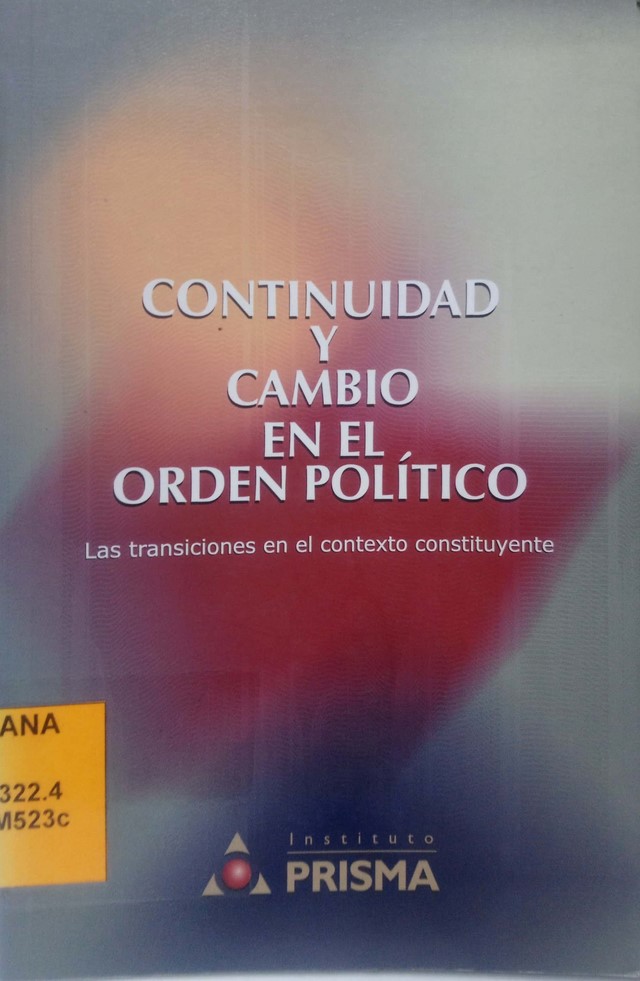 CONTINUIDAD
Y
CAMBIO
EN EL
ORDEN POLÍTICO
Las transiciones en el contexto constituyente
ANA
322.4
M523c
Instituto
PRISMA